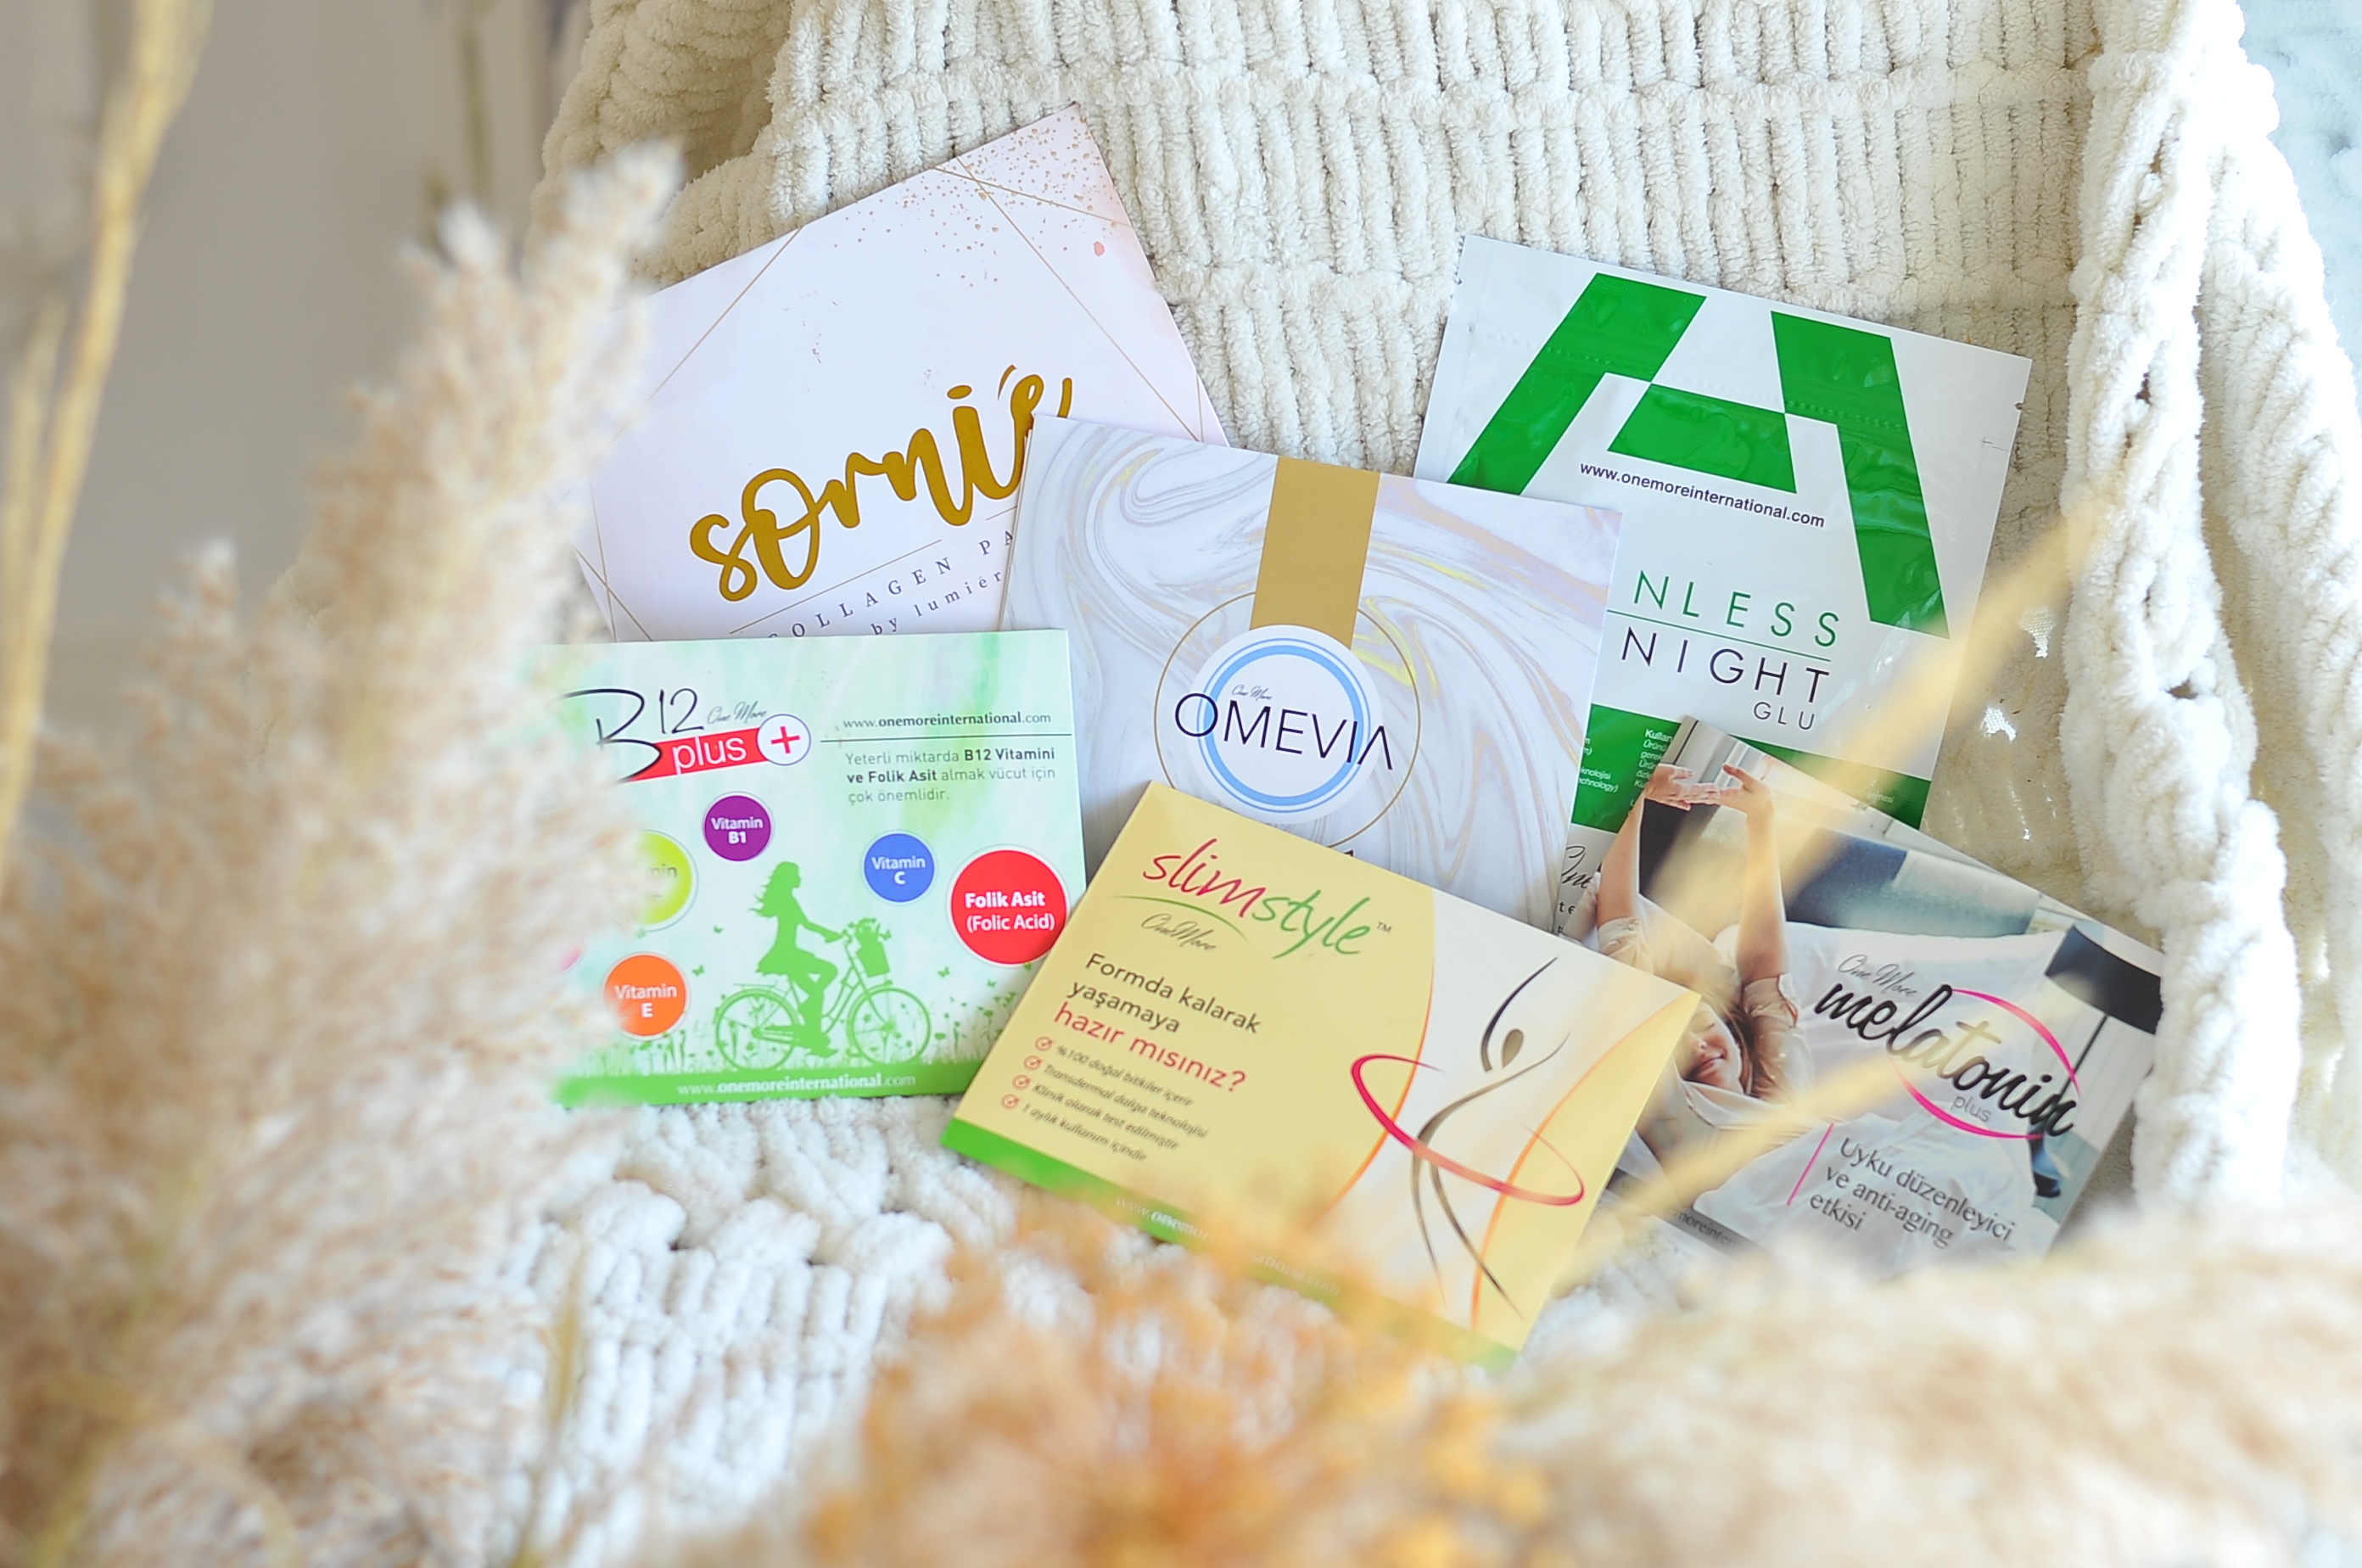 sornie
COLLAGEN PA
by lumiér
www.onemoreinternational.com
NLESS
NIGHT
GLU
One More
OMEVIA
B12
One More
plus +
www.onemoreinternational.com
Yeterli miktarda B12 Vitamini
ve Folik Asit almak vücut için
çok önemlidir.
Vitamin
B1
Vitamin
C
Folik Asit
(Folic Acid)
Vitamin
E
www.onemoreinternational.com
slimstyle™
One More
Formda kalarak
yaşamaya
hazır mısınız?
%100 doğal bitkiler içerir
Transdermal dalga teknolojisi
Klinik olarak test edilmiştir
1 aylık kullanım içindir
One More
melatonin
plus
Uyku düzenleyici
ve anti-aging
etkisi